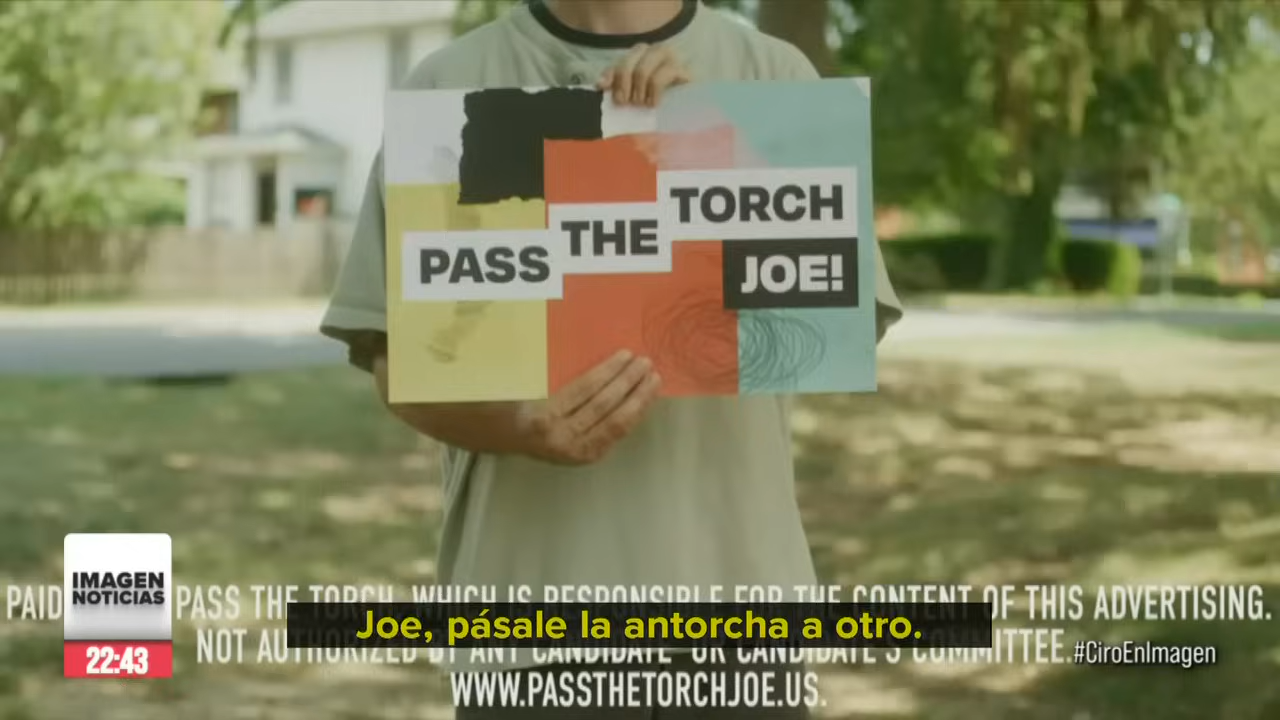 PASS THE TORCH
JOE!
IMAGEN
NOTICIAS
22:43
PAID PASS THE TORCH, WHICH IS RESPONSIBLE FOR THE CONTENT OF THIS ADVERTISING.
Joe, pásale la antorcha a otro.
NOT AUTHORIZED BY ANY CANDIDATE OR CANDIDATE'S COMMITTEE.
#CiroEnImagen
WWW.PASSTHETORCHJOE.US.